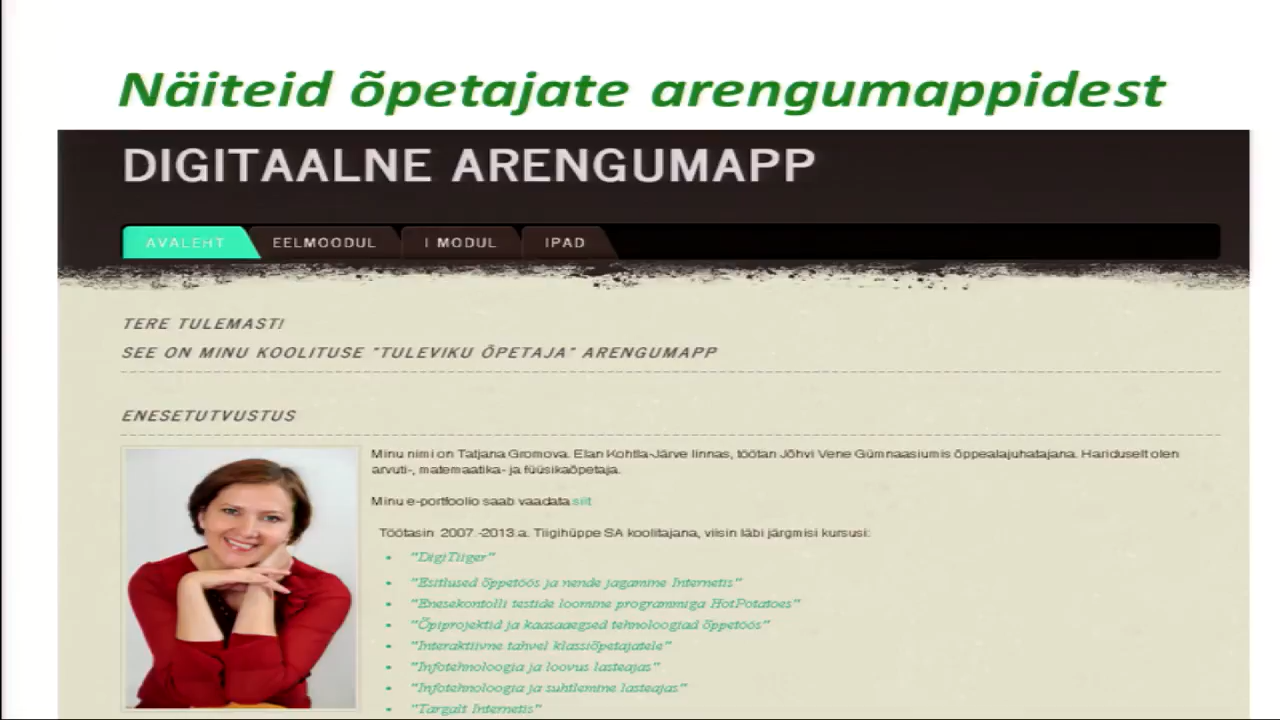 Näiteid õpetajate arengumappidest
DIGITAALNE ARENGUMAPP
AVALEHT EELMOODUL I MODUL IPAD
TERE TULEMAST!
SEE ON MINU KOOLITUSE "TULEVIKU ÕPETAJA" ARENGUMAPP
ENESETUTVUSTUS
Minu nimi on Tatjana Gromova. Elan Kohtla-Järve linnas, töötan Jõhvi Vene Gümnaasiumis õppealajuhatajana. Hariduselt olen
arvuti-, matemaatika- ja füüsikaõpetaja.
Minu e-portfoolio saab vaadata siit
Töötasin 2007.-2013.a. Tiigihüppe SA koolitajana, viisin läbi järgmisi kursusi:
• "DigiTiiger"
• "Esitlused õppetöös ja nende jagamine Internetis"
• "Enesekontolli testide loomine programmiga HotPotatoes"
• "Õpiprojektid ja kaasaaegsed tehnoloogiad õppetöös"
• "Interaktiivne tahvel klassiõpetajatele"
• "Infotehnoloogia ja loovus lasteajas"
• "Infotehnoloogia ja suhtlemine lasteajas"
• "Targalt Internetis"